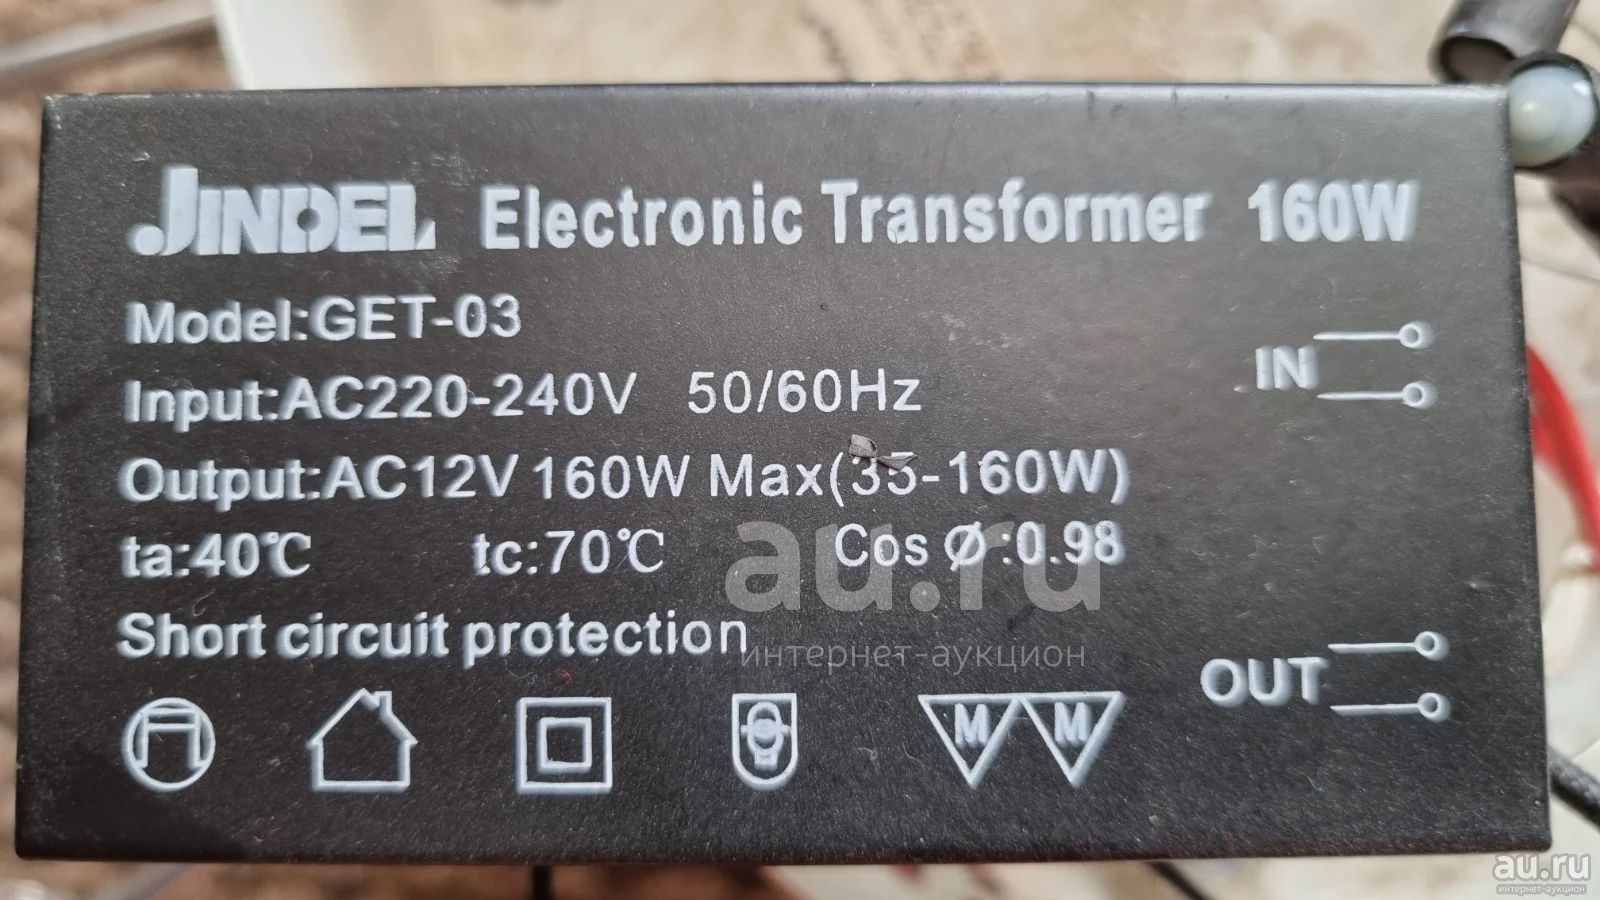 JINDEL Electronic Transformer 160W
Model:GET-03
Input:AC220-240V 50/60Hz
IN
Output:AC12V 160W Max(35-160W)
ta:40℃ tc:70℃ Cos Ø:0.98
au.ru
Short circuit protection
интернет-аукцион
OUT
M M
au.ru
интернет-аукцион